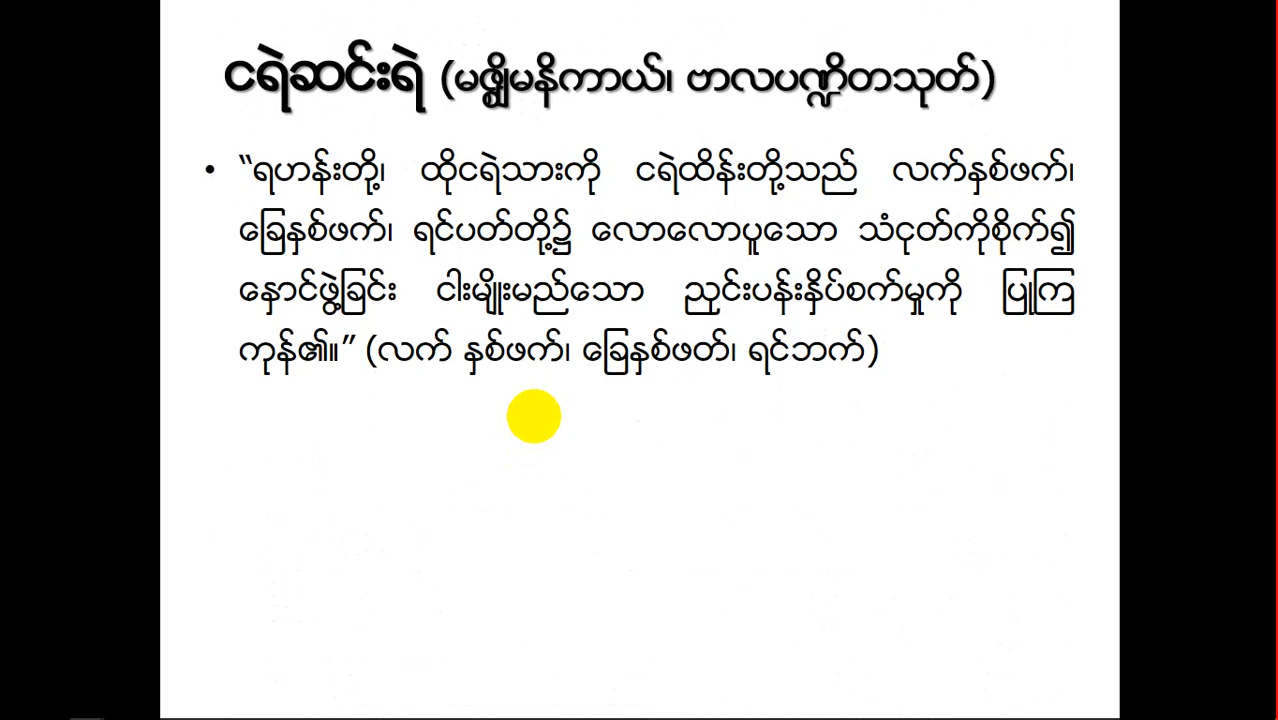 ငရဲဆင်းရဲ (မဇ္ဈိမနိကာယ်၊ ဗာလပဏ္ဍိတသုတ်)
• “ရဟန်းတို့၊ ထိုငရဲသားကို ငရဲထိန်းတို့သည် လက်နှစ်ဖက်၊
ခြေနှစ်ဖက်၊ ရင်ပတ်တို့၌ လောလောပူသော သံငုတ်ကိုစိုက်၍
နှောင်ဖွဲ့ခြင်း ငါးမျိုးမည်သော ညှင်းပန်းနှိပ်စက်မှုကို ပြုကြ
ကုန်၏။” (လက် နှစ်ဖက်၊ ခြေနှစ်ဖတ်၊ ရင်ဘက်)